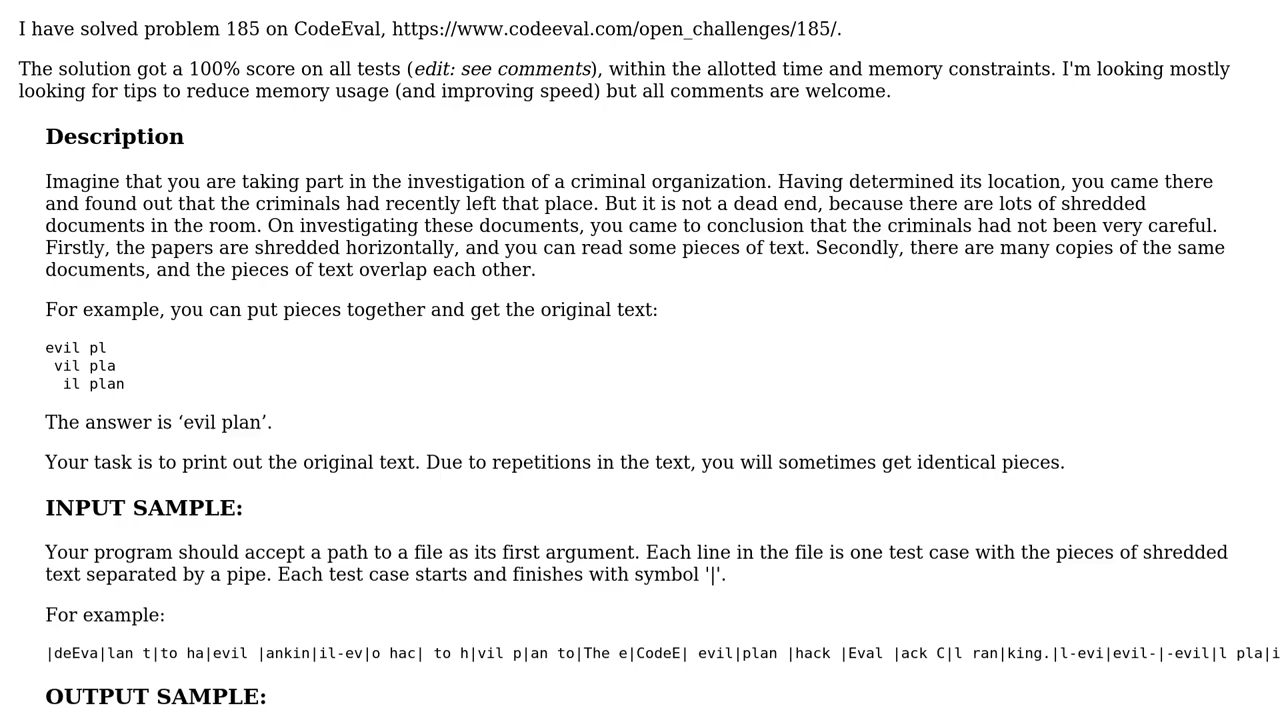 I have solved problem 185 on CodeEval, https://www.codeeval.com/open_challenges/185/.
The solution got a 100% score on all tests (edit: see comments), within the allotted time and memory constraints. I'm looking mostly
looking for tips to reduce memory usage (and improving speed) but all comments are welcome.
Description
Imagine that you are taking part in the investigation of a criminal organization. Having determined its location, you came there
and found out that the criminals had recently left that place. But it is not a dead end, because there are lots of shredded
documents in the room. On investigating these documents, you came to conclusion that the criminals had not been very careful.
Firstly, the papers are shredded horizontally, and you can read some pieces of text. Secondly, there are many copies of the same
documents, and the pieces of text overlap each other.
For example, you can put pieces together and get the original text:
evil pl
 vil pla
  il plan
The answer is ‘evil plan’.
Your task is to print out the original text. Due to repetitions in the text, you will sometimes get identical pieces.
INPUT SAMPLE:
Your program should accept a path to a file as its first argument. Each line in the file is one test case with the pieces of shredded
text separated by a pipe. Each test case starts and finishes with symbol '|'.
For example:
|deEva|lan t|to ha|evil |ankin|il-ev|o hac| to h|vil p|an to|The e|CodeE| evil|plan |hack |Eval |ack C|l ran|king.|l-evi|evil-|-evil|l pla|i
OUTPUT SAMPLE: